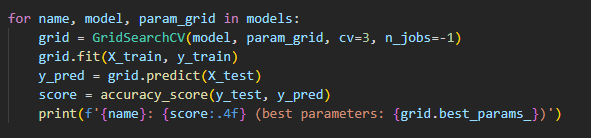 for name, model, param_grid in models:
    grid = GridSearchCV(model, param_grid, cv=3, n_jobs=-1)
    grid.fit(X_train, y_train)
    y_pred = grid.predict(X_test)
    score = accuracy_score(y_test, y_pred)
    print(f'{name}: {score:.4f} (best parameters: {grid.best_params_})')